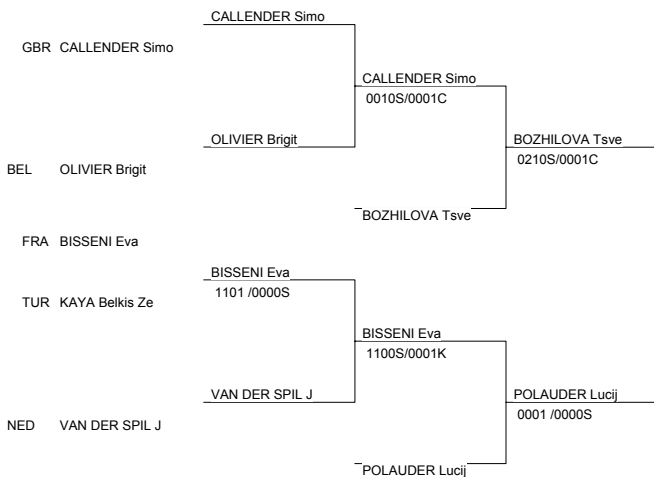 CALLENDER Simo
GBR CALLENDER Simo
CALLENDER Simo
0010S/0001C
OLIVIER Brigit
BOZHILOVA Tsve
0210S/0001C
BEL OLIVIER Brigit
BOZHILOVA Tsve
FRA BISSENI Eva
BISSENI Eva
1101 /0000S
TUR KAYA Belkis Ze
BISSENI Eva
1100S/0001K
VAN DER SPIL J
POLAUDER Lucij
0001 /0000S
NED VAN DER SPIL J
POLAUDER Lucij